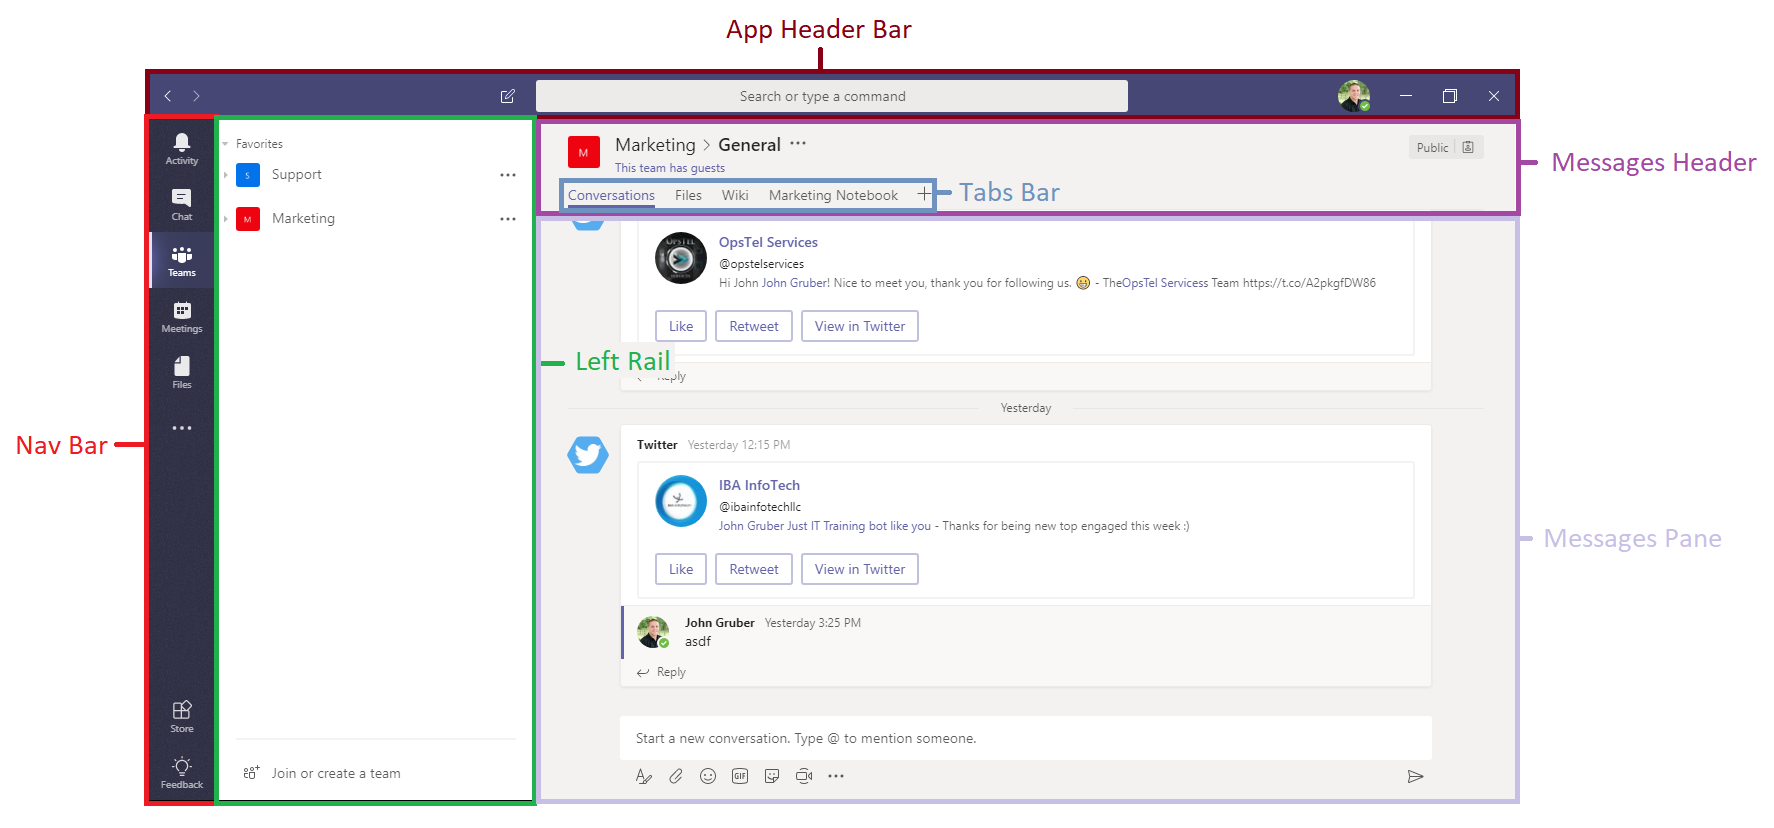 App Header Bar
Search or type a command
Activity
Chat
Teams
Meetings
Files
Nav Bar
Store
Feedback
Favorites
S Support
M Marketing
Left Rail
Join or create a team
M
Marketing > General
This team has guests
Public
Messages Header
Conversations Files Wiki Marketing Notebook
Tabs Bar
OPSTEL
SERVICES
OpsTel Services
@opstelservices
Hi John John Gruber! Nice to meet you, thank you for following us. 😀 - TheOpsTel Servicess Team https://t.co/A2pkgfDW86
Like Retweet View in Twitter
Reply
Yesterday
Twitter Yesterday 12:15 PM
IBA InfoTech
@ibainfotechllc
John Gruber Just IT Training bot like you - Thanks for being new top engaged this week :)
Like Retweet View in Twitter
Messages Pane
John Gruber Yesterday 3:25 PM
asdf
Reply
Start a new conversation. Type @ to mention someone.
GIF